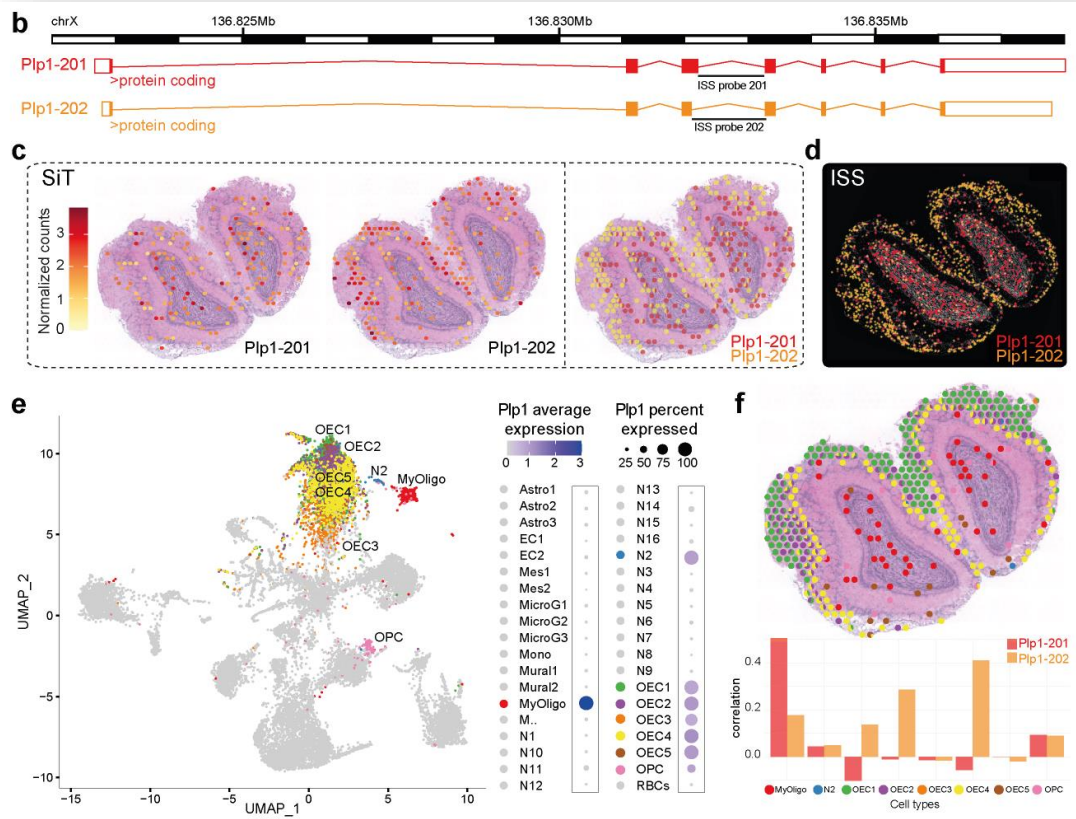 b
chrX 136.825Mb 136.830Mb 136.835Mb
Plp1-201
>protein coding
ISS probe 201
Plp1-202
>protein coding
ISS probe 202
c
SiT
Normalized counts
3
2
1
0
Plp1-201
Plp1-202
Plp1-201
Plp1-202
d
ISS
Plp1-201
Plp1-202
e
UMAP_2
10
5
0
−5
−10
−15 −10 −5 0 5 10
UMAP_1
OEC1
OEC2
OEC5
OEC4
N2
MyOligo
OEC3
OPC
Plp1 average
expression
0 1 2 3
Plp1 percent
expressed
25 50 75 100
Astro1
Astro2
Astro3
EC1
EC2
Mes1
Mes2
MicroG1
MicroG2
MicroG3
Mono
Mural1
Mural2
MyOligo
M..
N1
N10
N11
N12
N13
N14
N15
N16
N2
N3
N4
N5
N6
N7
N8
N9
OEC1
OEC2
OEC3
OEC4
OEC5
OPC
RBCs
f
Plp1-201
Plp1-202
correlation
0.4
0.2
0.0
MyOligo N2 OEC1 OEC2 OEC3 OEC4 OEC5 OPC
Cell types